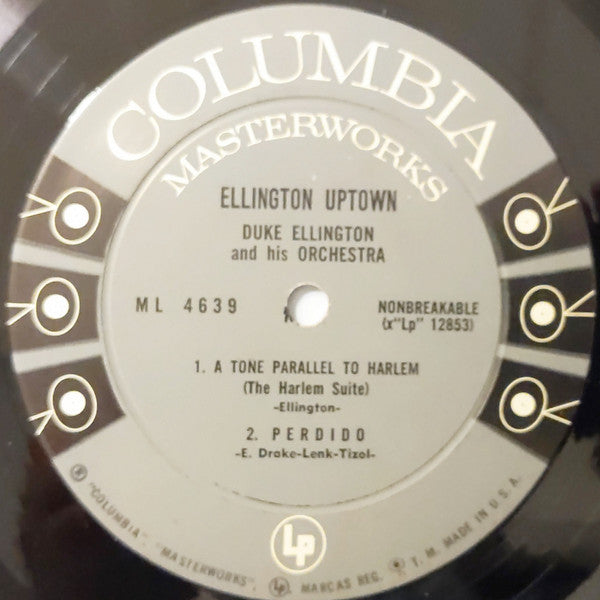 COLUMBIA
MASTERWORKS
ELLINGTON UPTOWN
DUKE ELLINGTON
and his ORCHESTRA
ML 4639
NONBREAKABLE
(x"Lp" 12853)
1. A TONE PARALLEL TO HARLEM
(The Harlem Suite)
-Ellington-
2. PERDIDO
-E. Drake-Lenk-Tizol-
LP
"COLUMBIA", "MASTERWORKS", LP, MARCAS REG. T. M. MADE IN U.S.A.